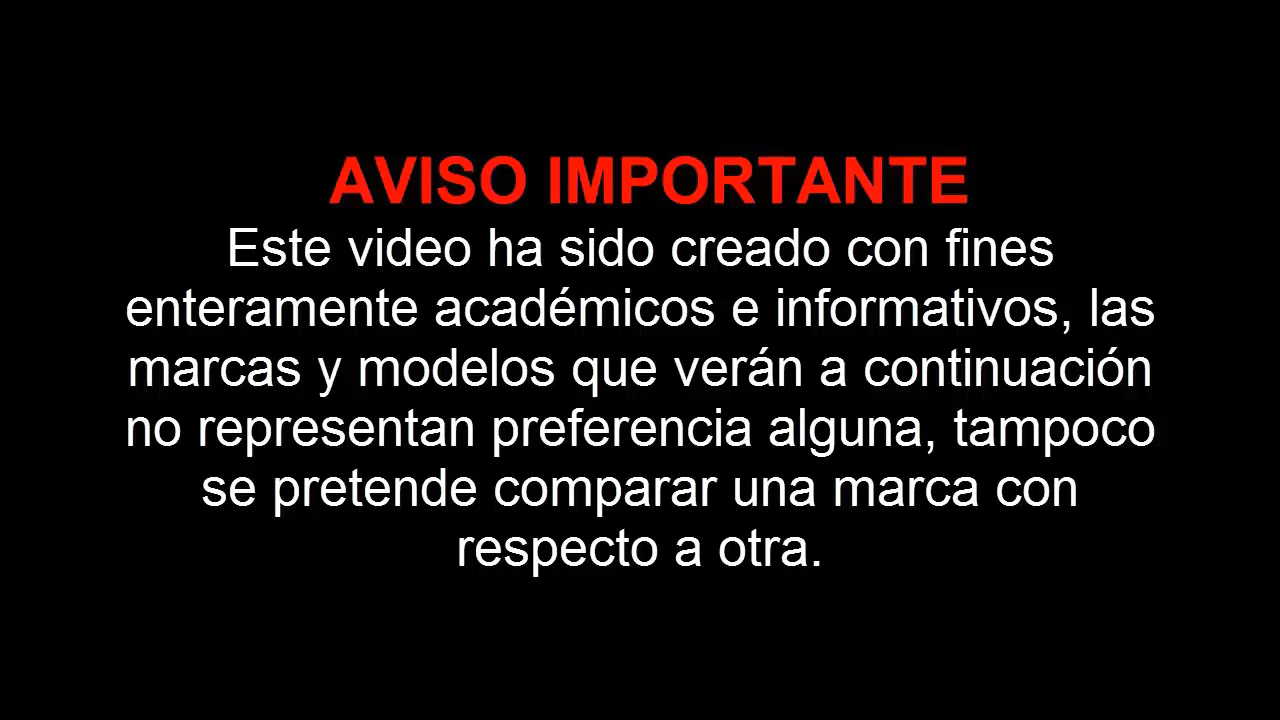 AVISO IMPORTANTE
Este video ha sido creado con fines
enteramente académicos e informativos, las
marcas y modelos que verán a continuación
no representan preferencia alguna, tampoco
se pretende comparar una marca con
respecto a otra.